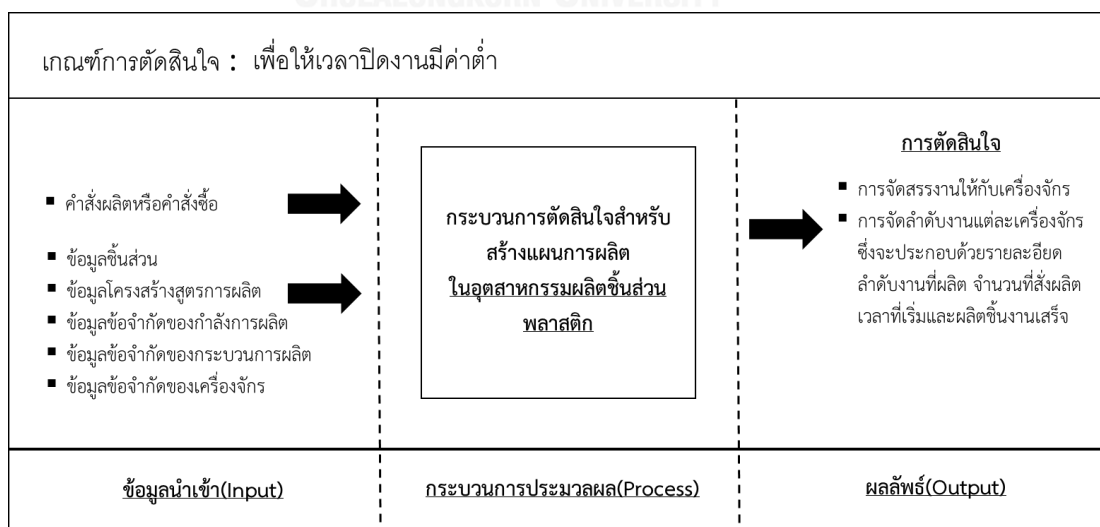 CHULALONGKORN UNIVERSITY
เกณฑ์การตัดสินใจ : เพื่อให้เวลาปิดงานมีค่าต่ำ
▪ คำสั่งผลิตหรือคำสั่งซื้อ
▪ ข้อมูลชิ้นส่วน
▪ ข้อมูลโครงสร้างสูตรการผลิต
▪ ข้อมูลข้อจำกัดของกำลังการผลิต
▪ ข้อมูลข้อจำกัดของกระบวนการผลิต
▪ ข้อมูลข้อจำกัดของเครื่องจักร
กระบวนการตัดสินใจสำหรับ
สร้างแผนการผลิต
ในอุตสาหกรรมผลิตชิ้นส่วน
พลาสติก
การตัดสินใจ
▪ การจัดสรรงานให้กับเครื่องจักร
▪ การจัดลำดับงานแต่ละเครื่องจักร
ซึ่งจะประกอบด้วยรายละอียด
ลำดับงานที่ผลิต จำนวนที่สั่งผลิต
เวลาที่เริ่มและผลิตชิ้นงานเสร็จ
ข้อมูลนำเข้า(Input)
กระบวนการประมวลผล(Process)
ผลลัพธ์(Output)